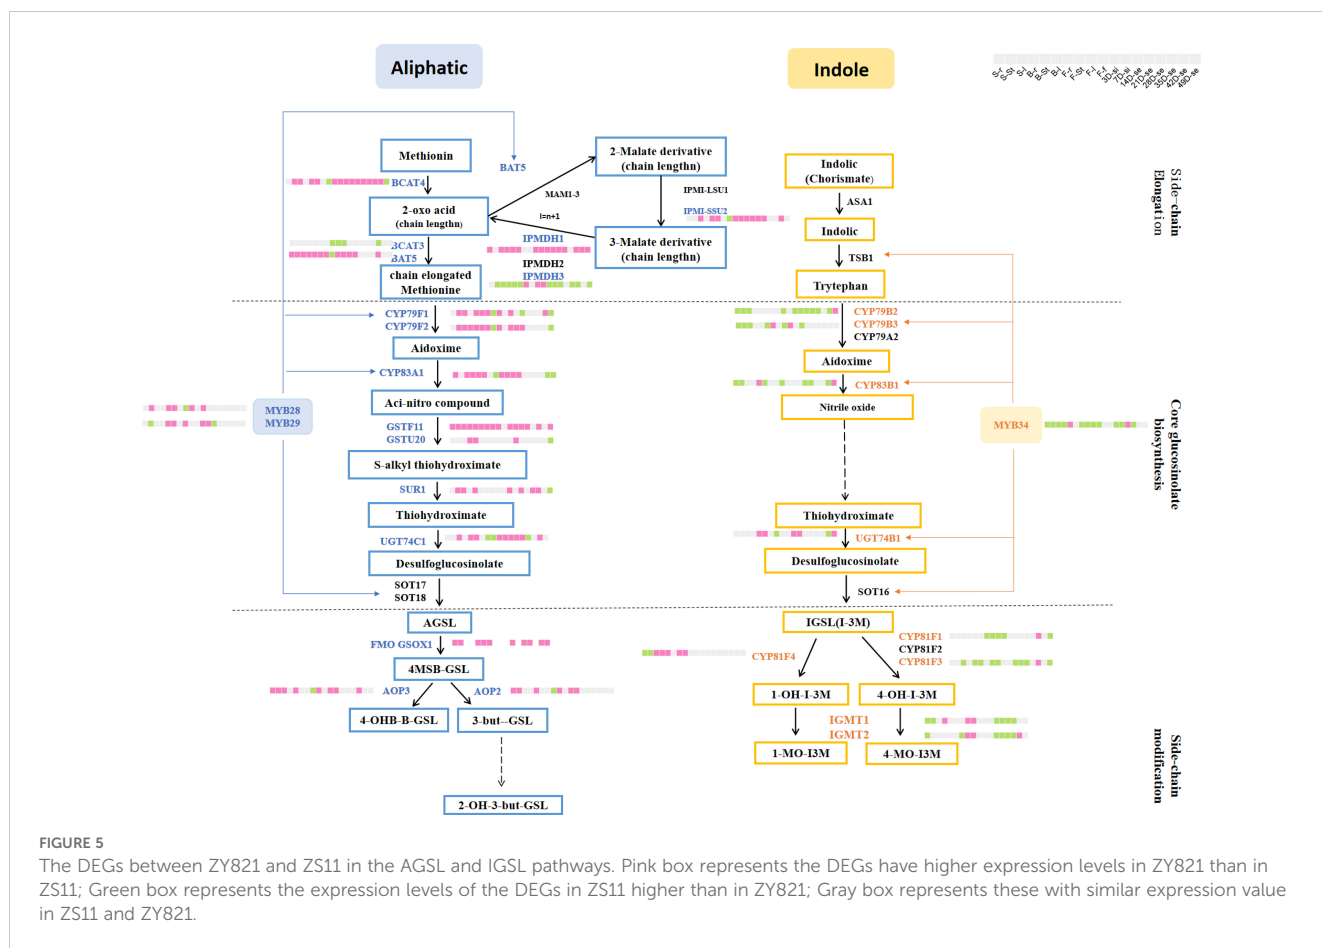 Aliphatic
Indole
S-r
S-St
S-l
B-r
B-St
B-l
F-r
F-St
F-l
F-f
3D-si
7D-si
14D-se
21D-se
28D-se
35D-se
42D-se
49D-se
Side-chain
Elongation
Methionin
BAT5
2-Malate derivative
(chain lengthn)
Indolic
(Chorismate)
BCAT4
MAM1-3
IPMI-LSU1
IPMI-SSU2
ASA1
2-oxo acid
(chain lengthn)
I=n+1
3-Malate derivative
(chain lengthn)
Indolic
BCAT3
BAT5
IPMDH1
IPMDH2
IPMDH3
TSB1
chain elongated
Methionine
Trytephan
CYP79F1
CYP79F2
CYP79B2
CYP79B3
CYP79A2
Aidoxime
Aidoxime
CYP83A1
CYP83B1
Aci-nitro compound
Nitrile oxide
MYB28
MYB29
MYB34
Core glucosinolate
biosynthesis
GSTF11
GSTU20
S-alkyl thiohydroximate
SUR1
Thiohydroximate
Thiohydroximate
UGT74C1
UGT74B1
Desulfoglucosinolate
Desulfoglucosinolate
SOT17
SOT18
SOT16
AGSL
IGSL(I-3M)
FMO GSOX1
CYP81F4
CYP81F1
CYP81F2
CYP81F3
4MSB-GSL
AOP3
AOP2
1-OH-I-3M
4-OH-I-3M
4-OHB-B-GSL
3-but--GSL
IGMT1
IGMT2
1-MO-I3M
4-MO-I3M
Side-chain
modification
2-OH-3-but-GSL
FIGURE 5
The DEGs between ZY821 and ZS11 in the AGSL and IGSL pathways. Pink box represents the DEGs have higher expression levels in ZY821 than in
ZS11; Green box represents the expression levels of the DEGs in ZS11 higher than in ZY821; Gray box represents these with similar expression value
in ZS11 and ZY821.